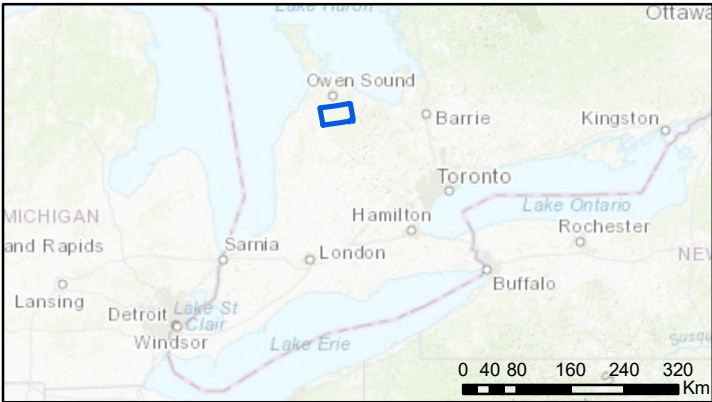 Lake Huron
Ottawa
Owen Sound
Barrie
Kingston
Toronto
MICHIGAN
Hamilton
Lake Ontario
Rochester
and Rapids
Sarnia
London
NEW
Lansing
Buffalo
Detroit
Lake St
Clair
Windsor
Lake Erie
Susqu
0 40 80 160 240 320
Km